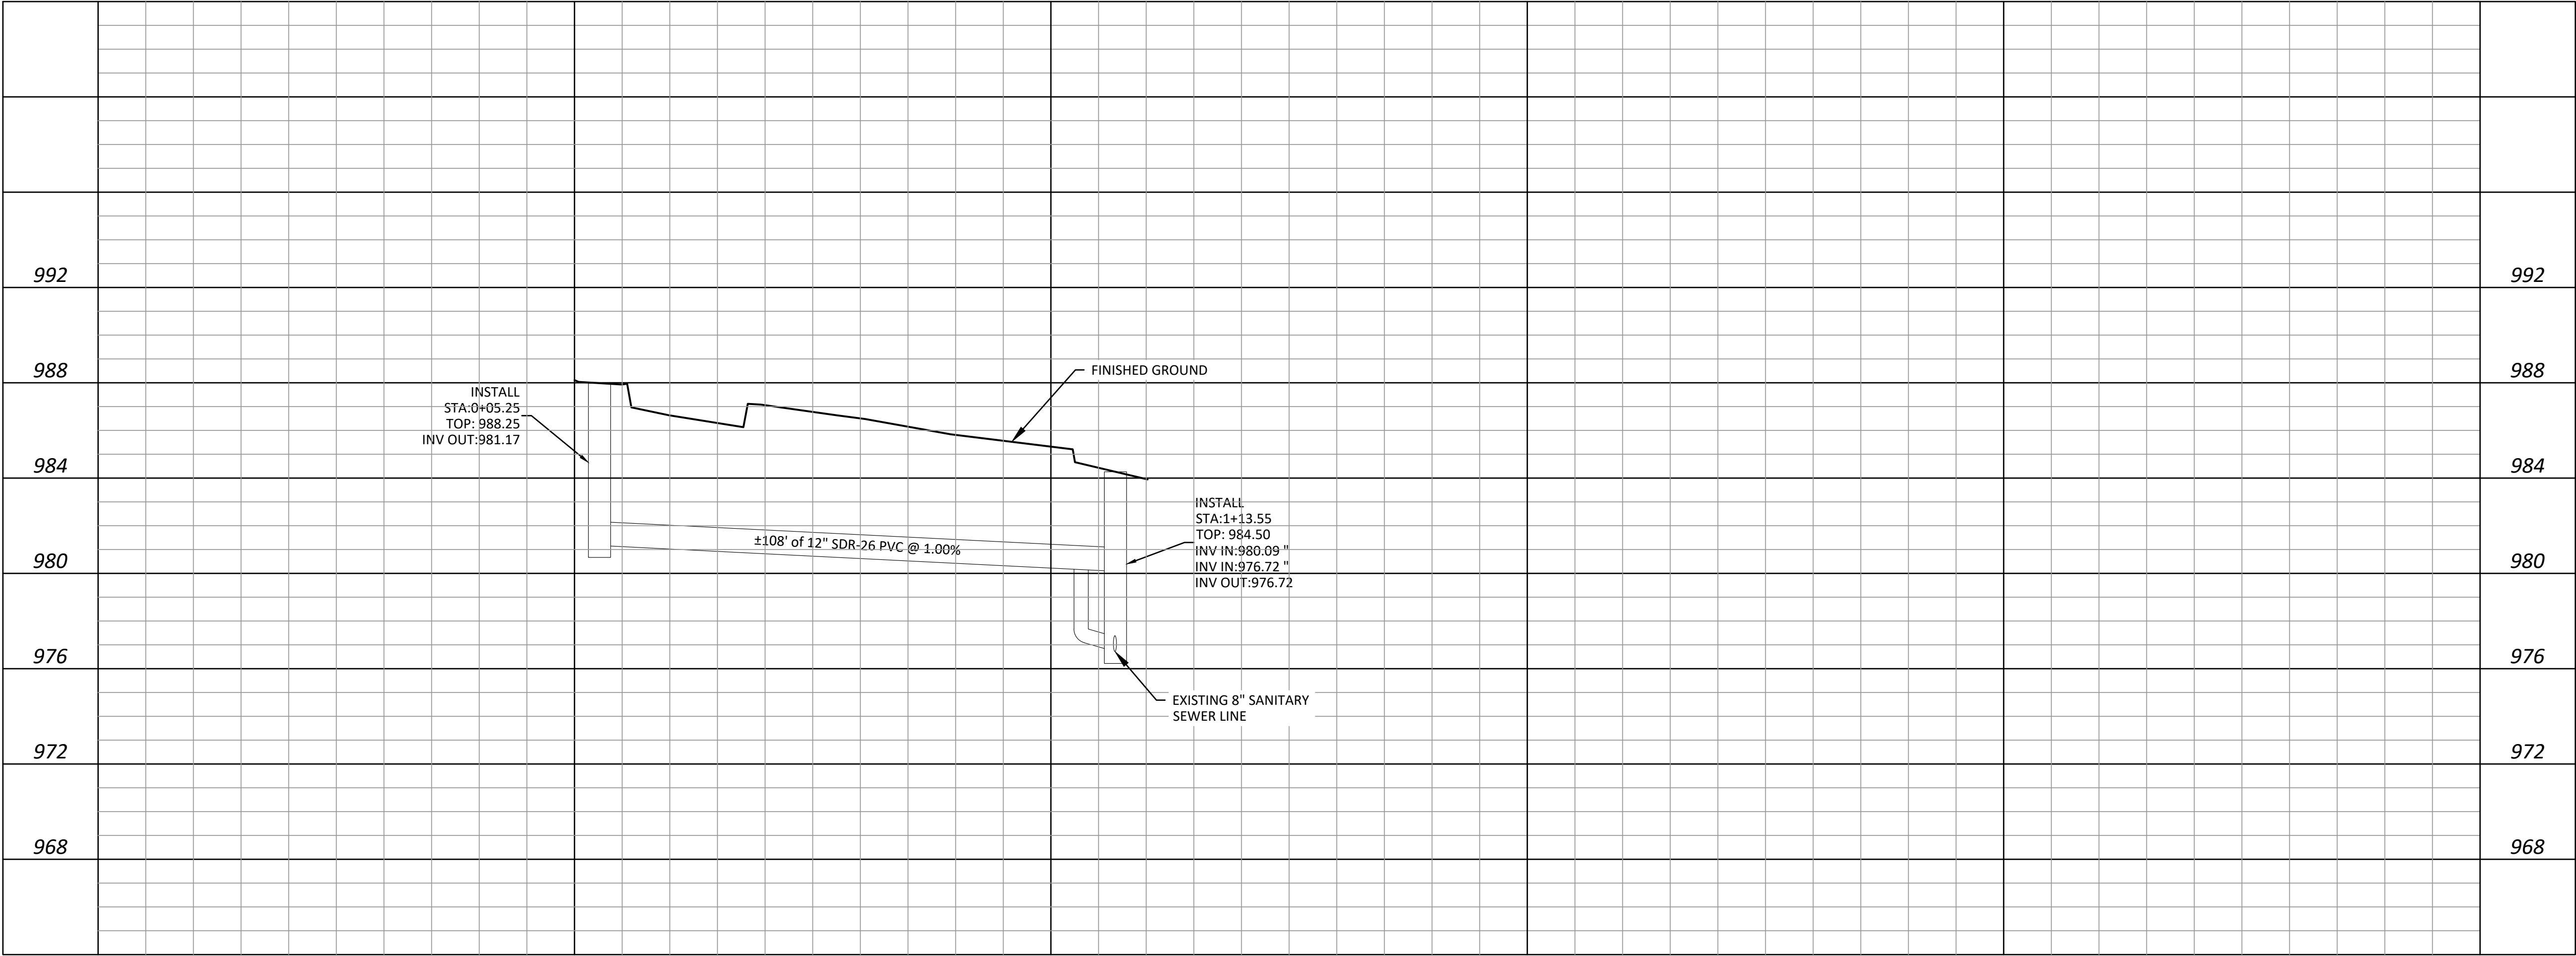 992
992
988
988
FINISHED GROUND
INSTALL
STA:0+05.25
TOP: 988.25
INV OUT:981.17
984
984
INSTALL
STA:1+13.55
TOP: 984.50
INV IN:980.09 "
INV IN:976.72 "
INV OUT:976.72
±108' of 12" SDR-26 PVC @ 1.00%
980
980
976
976
EXISTING 8" SANITARY
SEWER LINE
972
972
968
968